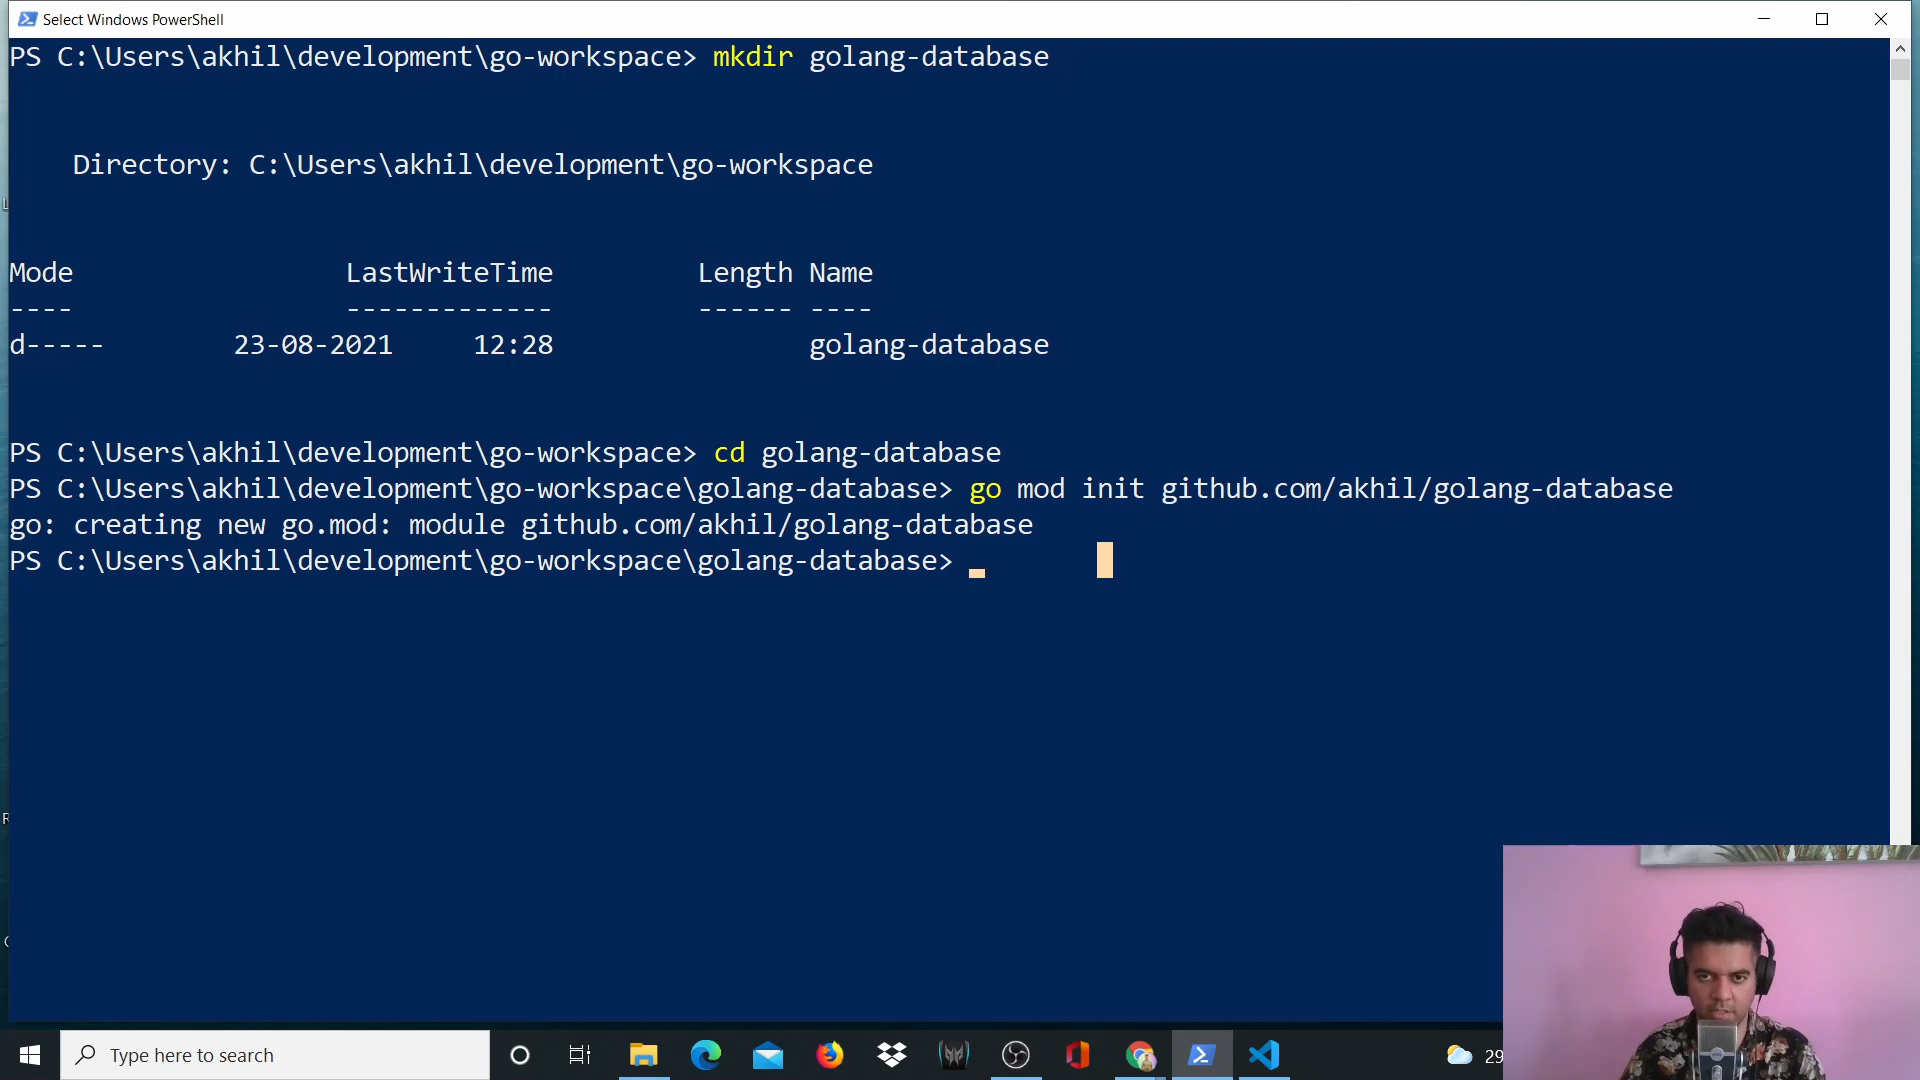 Select Windows PowerShell
PS C:\Users\akhil\development\go-workspace> mkdir golang-database
Directory: C:\Users\akhil\development\go-workspace
Mode LastWriteTime Length Name
---- ------------- ------ ----
d----- 23-08-2021 12:28 golang-database
PS C:\Users\akhil\development\go-workspace> cd golang-database
PS C:\Users\akhil\development\go-workspace\golang-database> go mod init github.com/akhil/golang-database
go: creating new go.mod: module github.com/akhil/golang-database
PS C:\Users\akhil\development\go-workspace\golang-database>
Type here to search
29